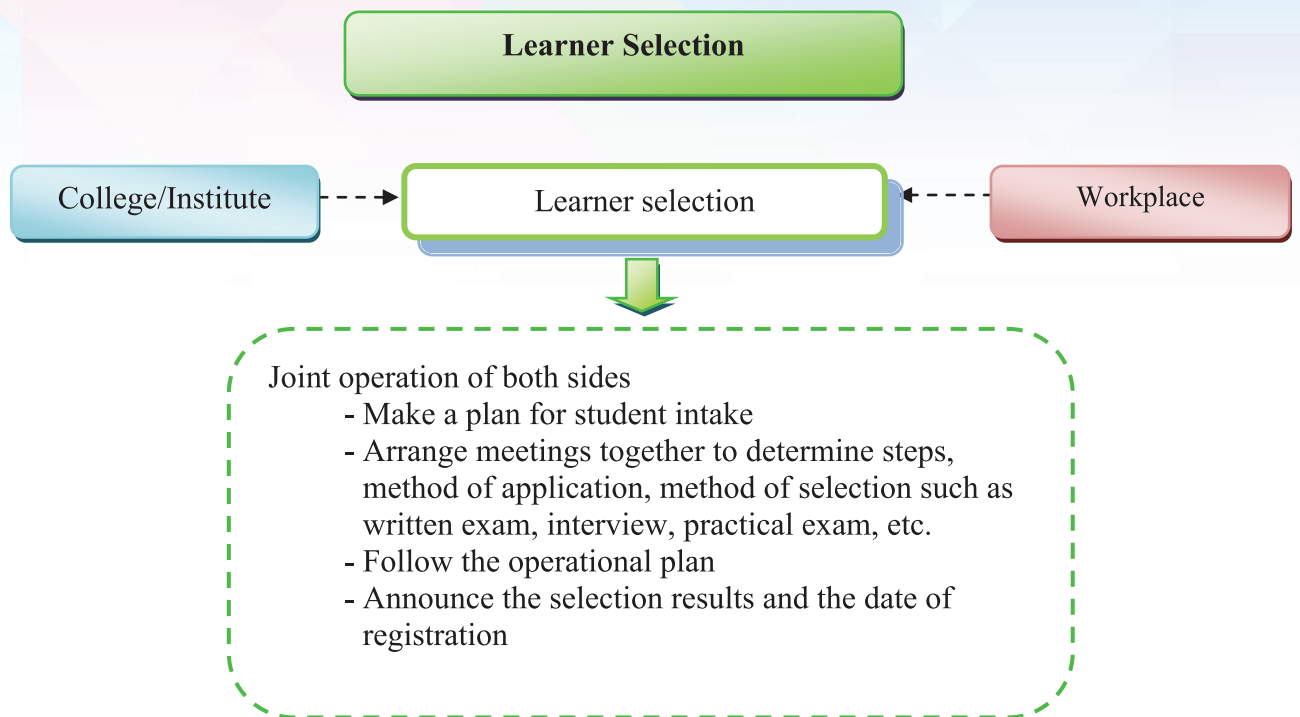 Learner Selection
College/Institute
Learner selection
Workplace
Joint operation of both sides
- Make a plan for student intake
- Arrange meetings together to determine steps,
method of application, method of selection such as
written exam, interview, practical exam, etc.
- Follow the operational plan
- Announce the selection results and the date of
registration